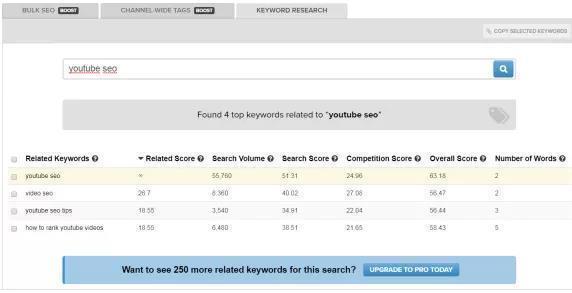 BULK SEO BOOST CHANNEL-WIDE TAGS BOOST KEYWORD RESEARCH
COPY SELECTED KEYWORDS
youtube seo
Found 4 top keywords related to "youtube seo"
Related Keywords Related Score Search Volume Search Score Competition Score Overall Score Number of Words
youtube seo ∞ 55,760 51.31 24.96 63.18 2
video seo 26.7 8,360 40.02 27.08 56.47 2
youtube seo tips 18.55 3,540 34.91 22.04 56.44 3
how to rank youtube videos 18.55 6,480 38.51 21.65 58.43 5
Want to see 250 more related keywords for this search? UPGRADE TO PRO TODAY